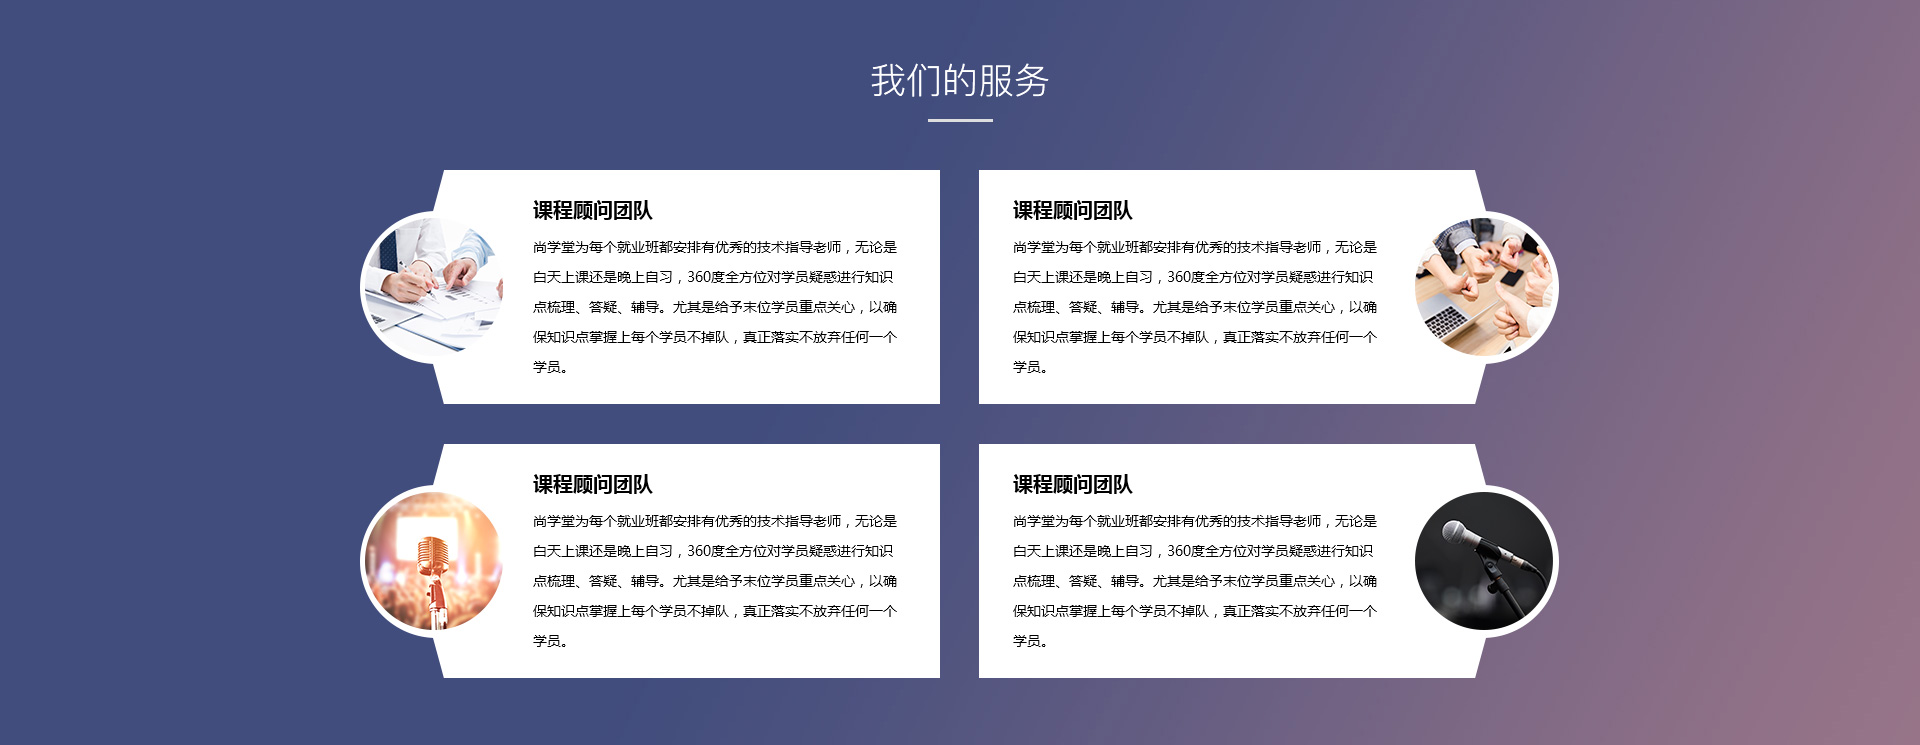 我们的服务
课程顾问团队
尚学堂为每个就业班都安排有优秀的技术指导老师，无论是
白天上课还是晚上自习，360度全方位对学员疑惑进行知识
点梳理、答疑、辅导。尤其是给予末位学员重点关心，以确
保知识点掌握上每个学员不掉队，真正落实不放弃任何一个
学员。
课程顾问团队
尚学堂为每个就业班都安排有优秀的技术指导老师，无论是
白天上课还是晚上自习，360度全方位对学员疑惑进行知识
点梳理、答疑、辅导。尤其是给予末位学员重点关心，以确
保知识点掌握上每个学员不掉队，真正落实不放弃任何一个
学员。
课程顾问团队
尚学堂为每个就业班都安排有优秀的技术指导老师，无论是
白天上课还是晚上自习，360度全方位对学员疑惑进行知识
点梳理、答疑、辅导。尤其是给予末位学员重点关心，以确
保知识点掌握上每个学员不掉队，真正落实不放弃任何一个
学员。
课程顾问团队
尚学堂为每个就业班都安排有优秀的技术指导老师，无论是
白天上课还是晚上自习，360度全方位对学员疑惑进行知识
点梳理、答疑、辅导。尤其是给予末位学员重点关心，以确
保知识点掌握上每个学员不掉队，真正落实不放弃任何一个
学员。